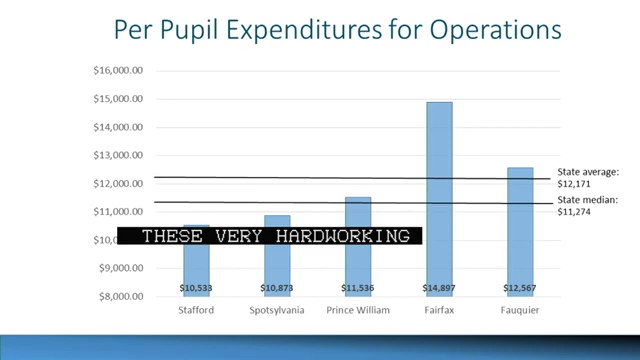 Per Pupil Expenditures for Operations
$16,000.00
$15,000.00
$14,000.00
$13,000.00
$12,000.00
$11,000.00
$9,000.00
$8,000.00
State average:
$12,171
State median:
$11,274
THESE VERY HARDWORKING
$10,533 $10,873 $11,536 $14,897 $12,567
Stafford Spotsylvania Prince William Fairfax Fauquier